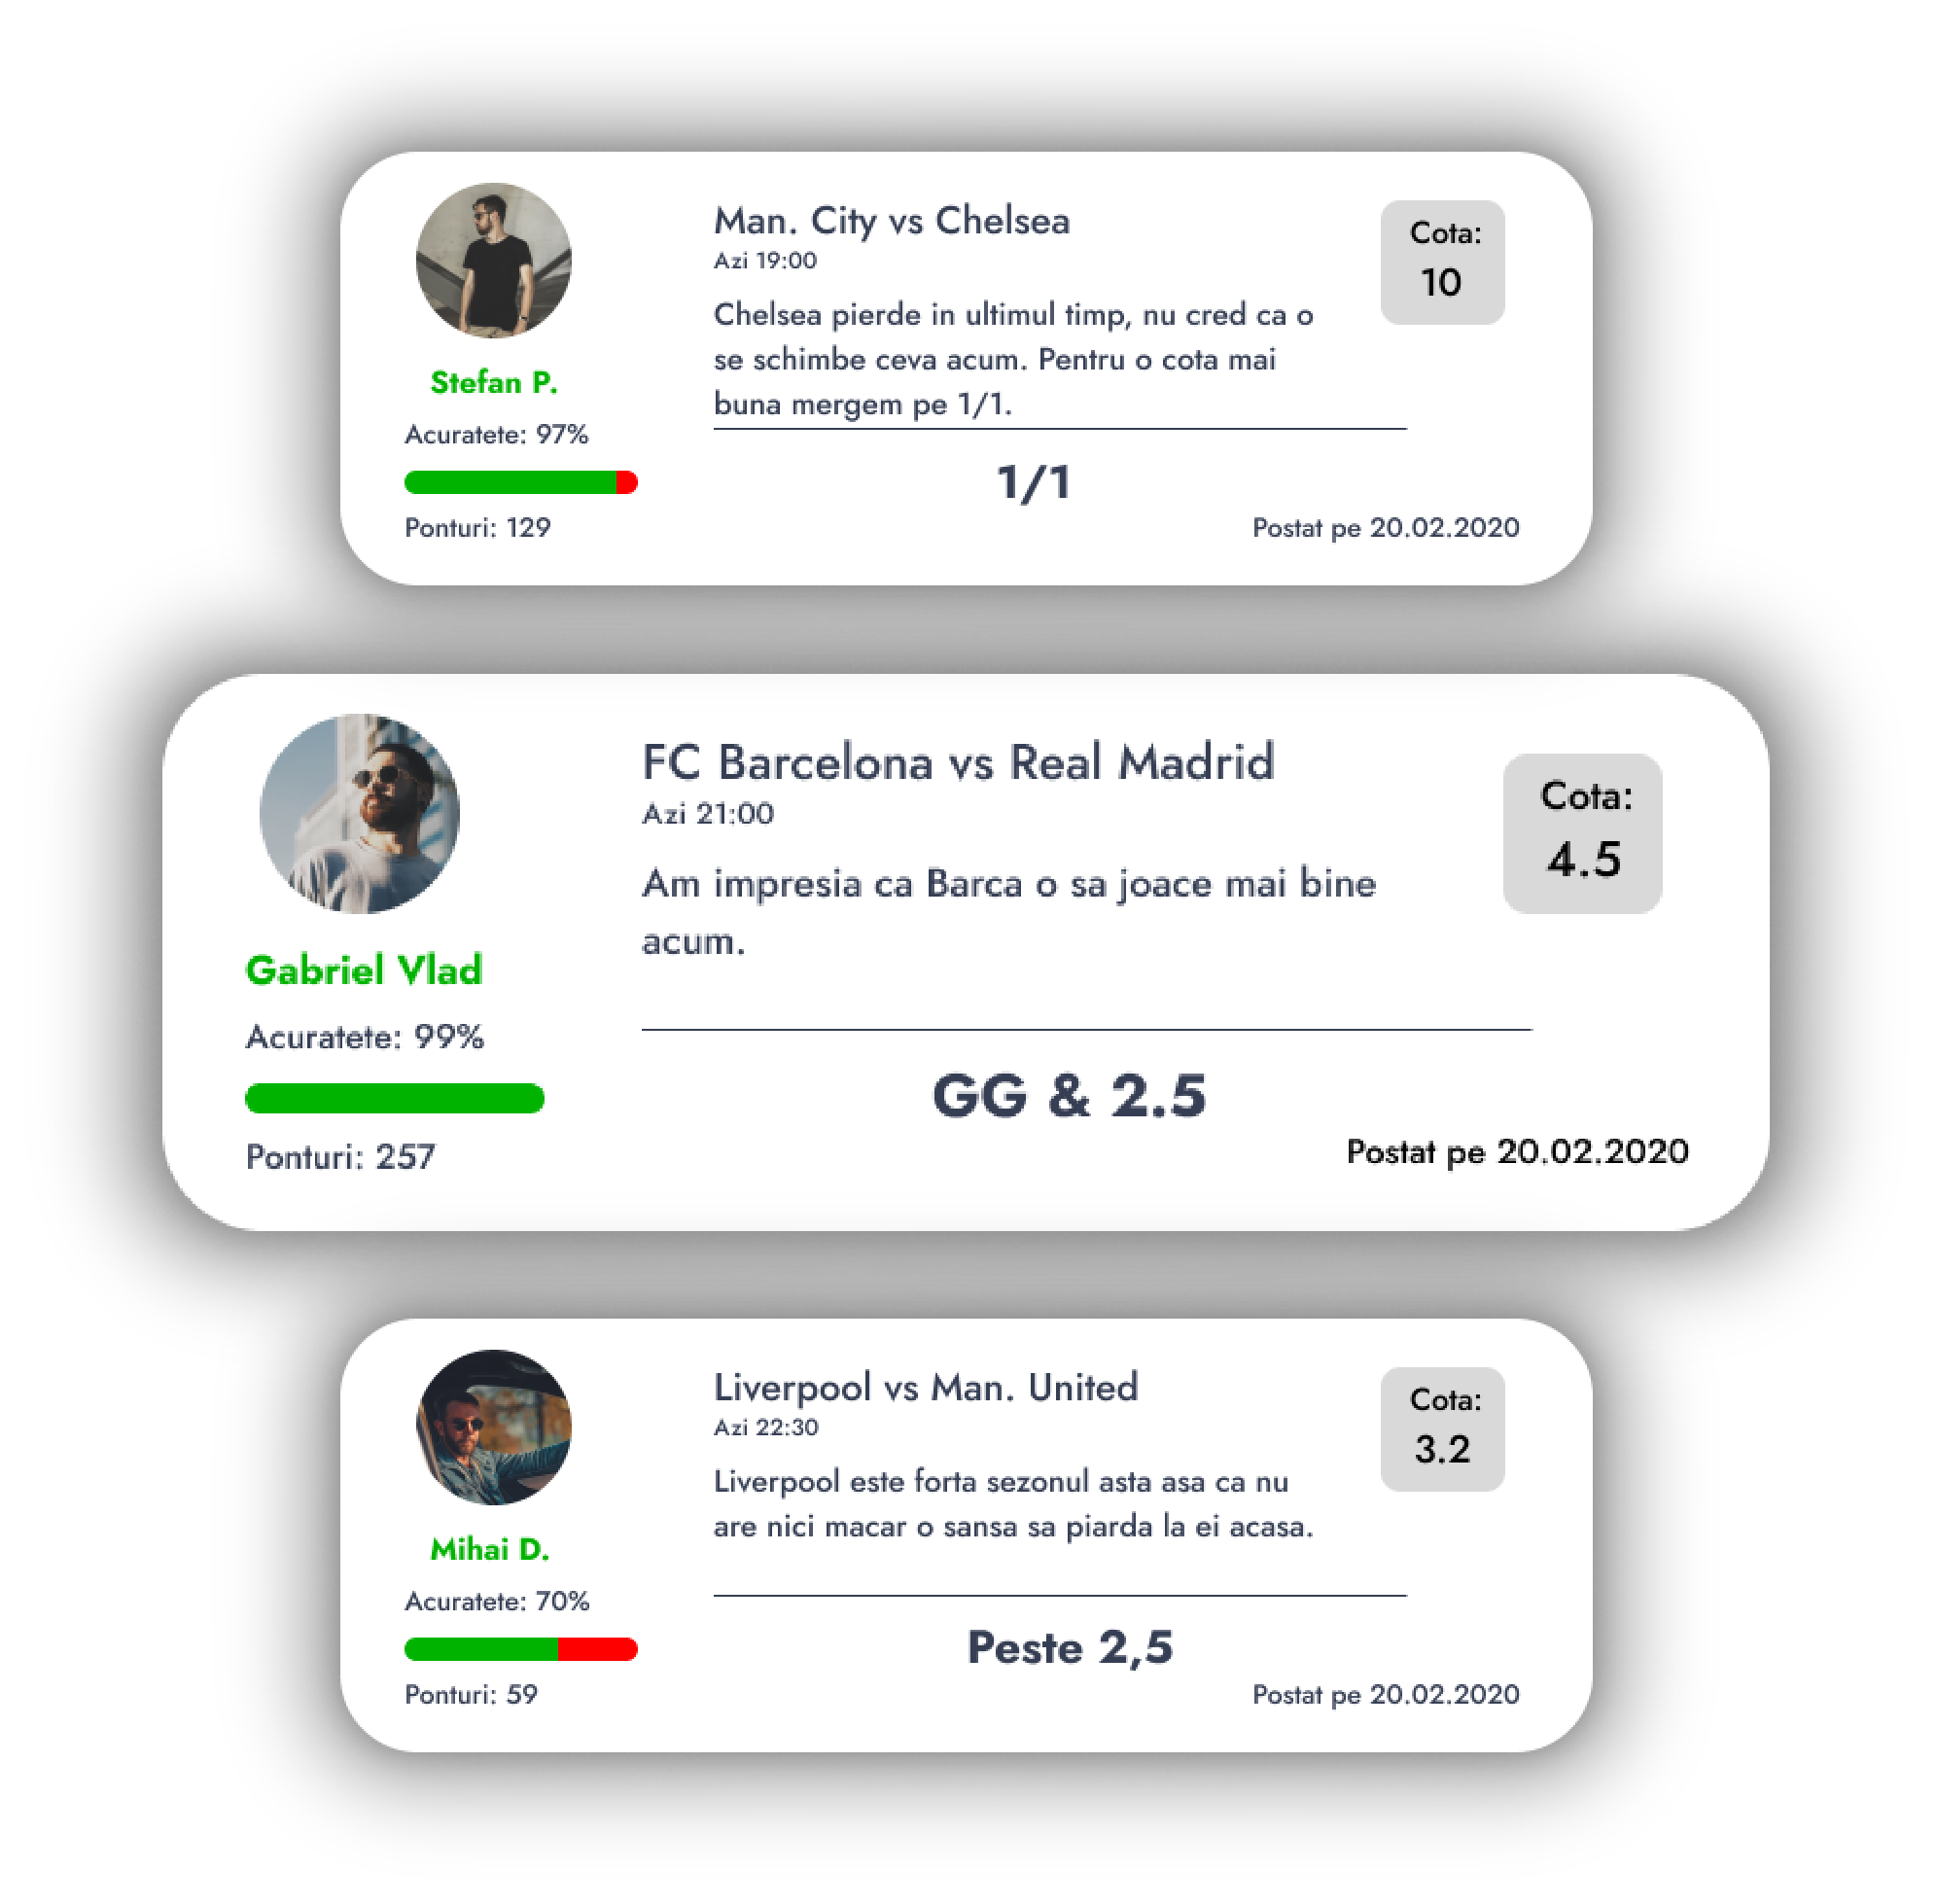 Man. City vs Chelsea
Azi 19:00
Cota:
10
Chelsea pierde in ultimul timp, nu cred ca o
se schimbe ceva acum. Pentru o cota mai
buna mergem pe 1/1.
Stefan P.
Acuratete: 97%
1/1
Ponturi: 129
Postat pe 20.02.2020
FC Barcelona vs Real Madrid
Azi 21:00
Cota:
4.5
Am impresia ca Barca o sa joace mai bine
acum.
Gabriel Vlad
Acuratete: 99%
GG & 2.5
Ponturi: 257
Postat pe 20.02.2020
Liverpool vs Man. United
Azi 22:30
Cota:
3.2
Liverpool este forta sezonul asta asa ca nu
are nici macar o sansa sa piarda la ei acasa.
Mihai D.
Acuratete: 70%
Peste 2,5
Ponturi: 59
Postat pe 20.02.2020